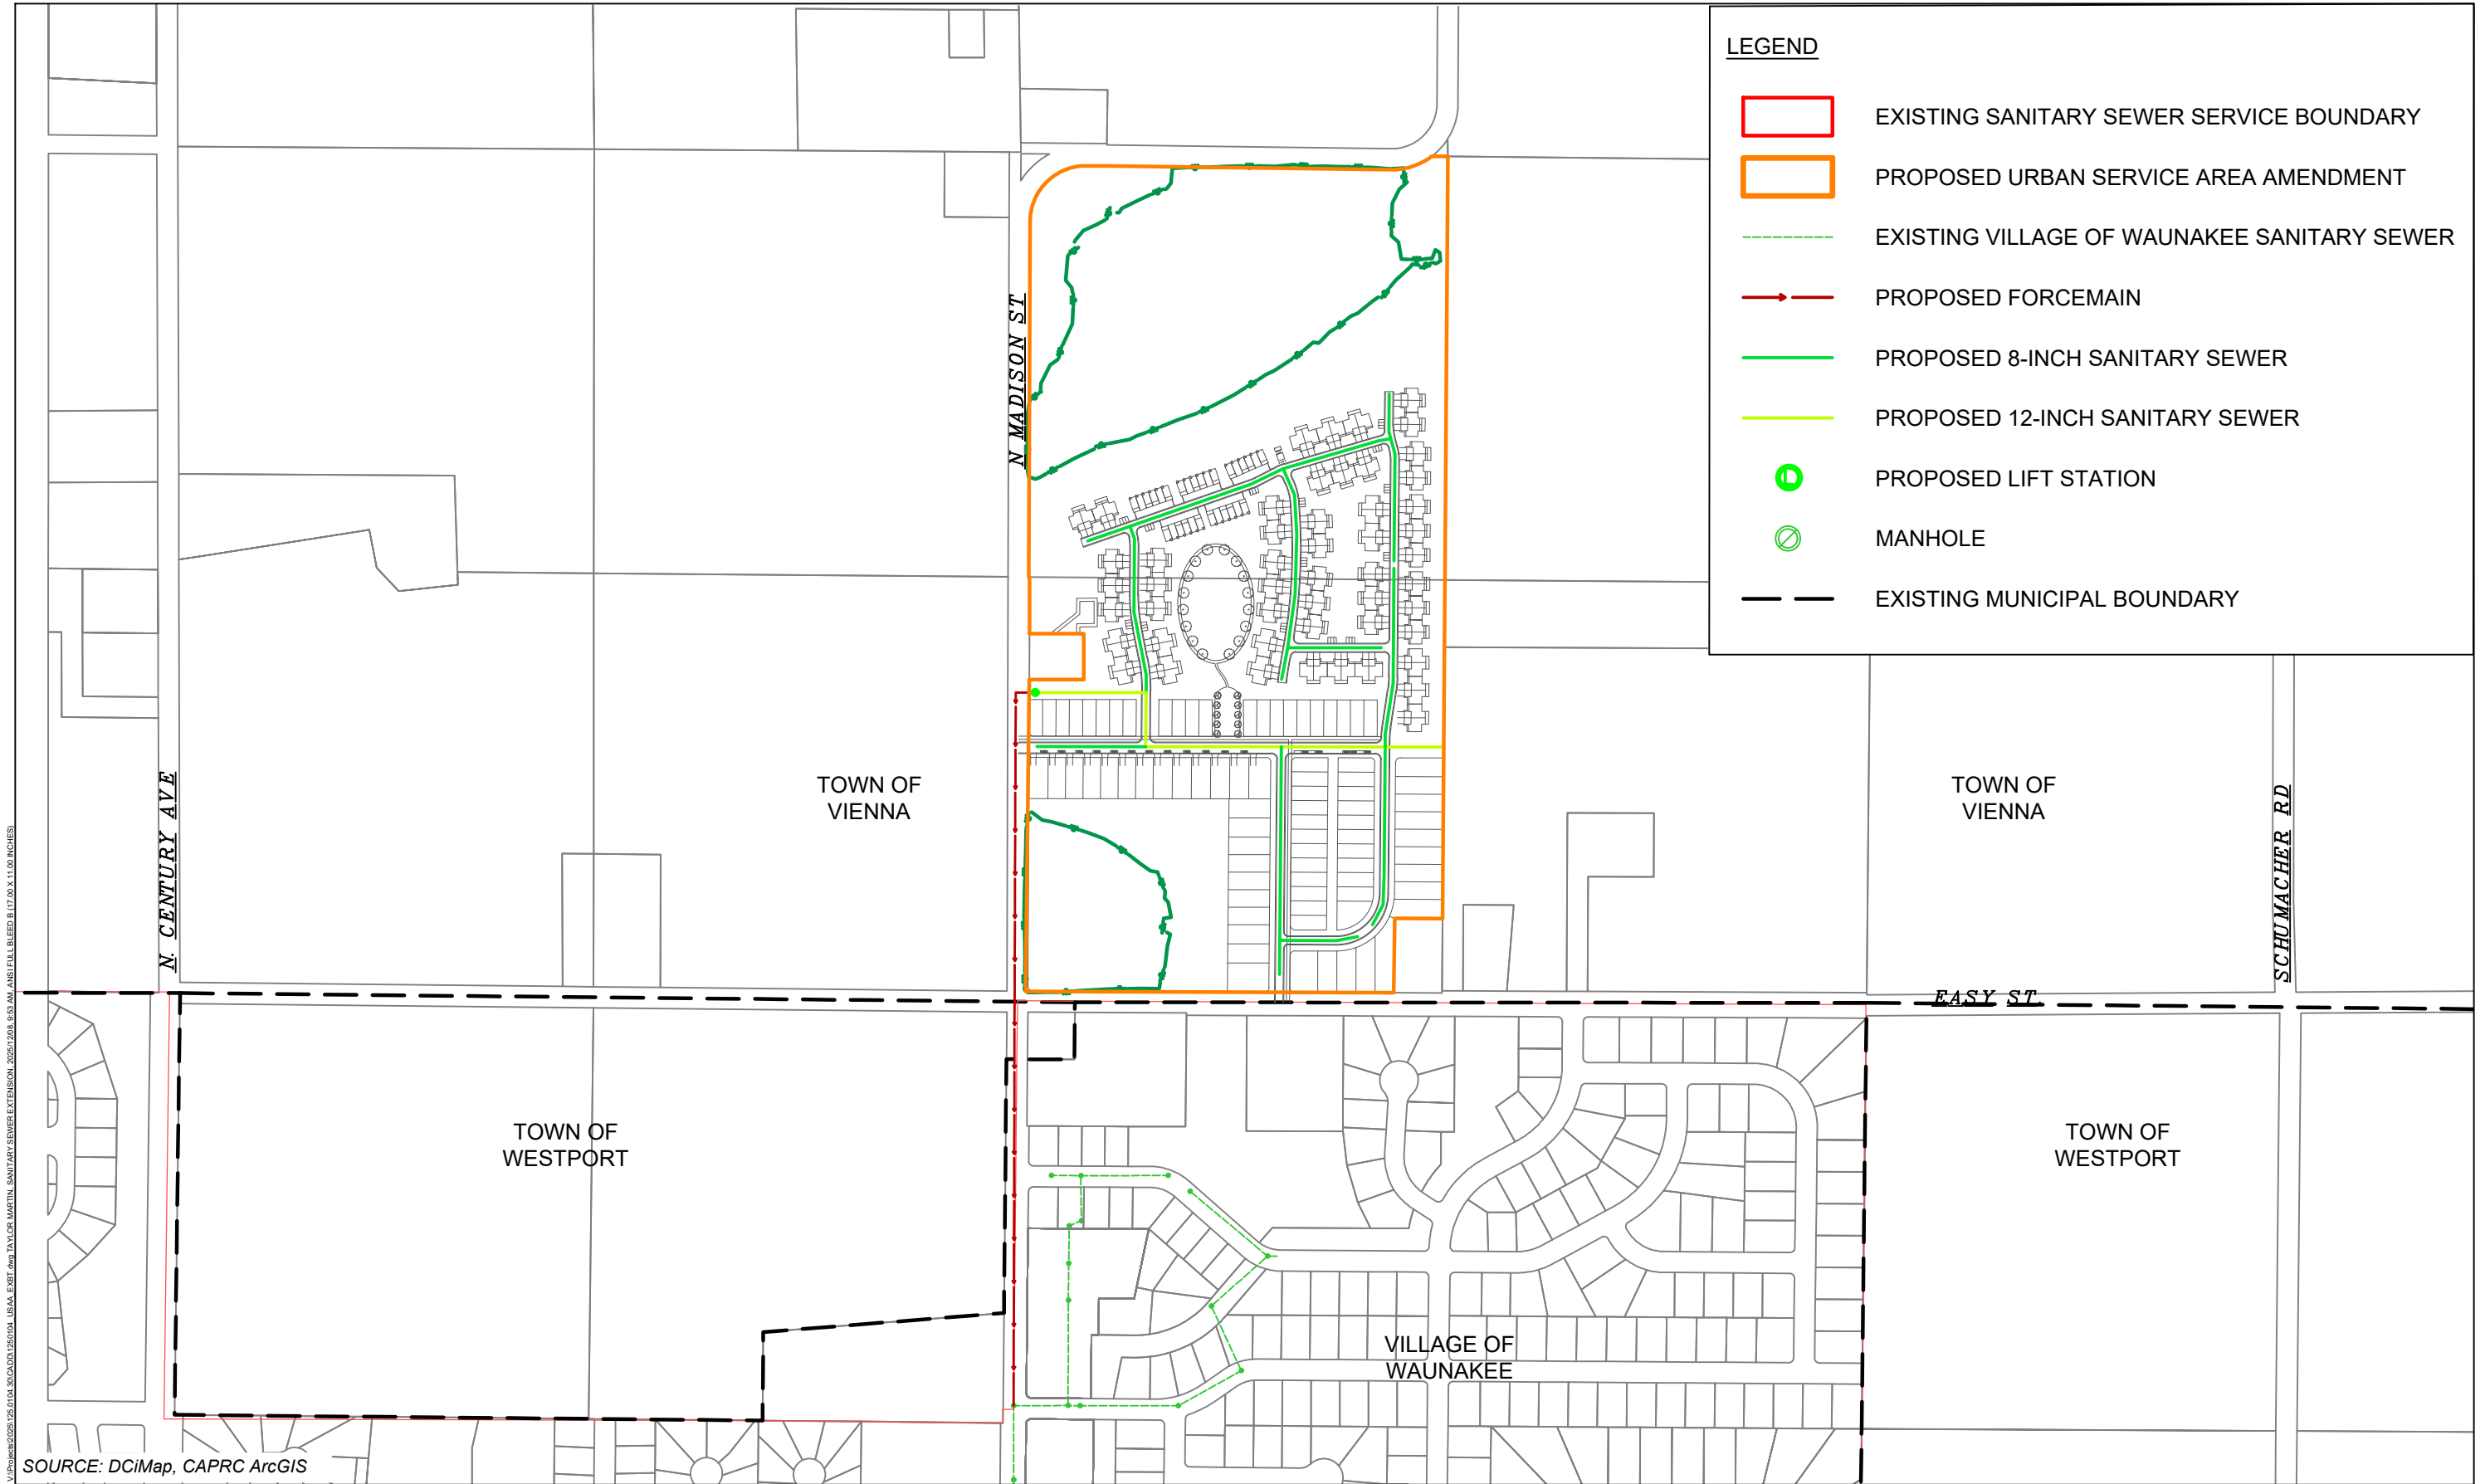 LEGEND
EXISTING SANITARY SEWER SERVICE BOUNDARY
PROPOSED URBAN SERVICE AREA AMENDMENT
EXISTING VILLAGE OF WAUNAKEE SANITARY SEWER
PROPOSED FORCEMAIN
PROPOSED 8-INCH SANITARY SEWER
PROPOSED 12-INCH SANITARY SEWER
PROPOSED LIFT STATION
MANHOLE
EXISTING MUNICIPAL BOUNDARY
N MADISON ST
N. CENTURY AVE
TOWN OF
VIENNA
TOWN OF
VIENNA
SCHUMACHER RD
EASY ST.
TOWN OF
WESTPORT
TOWN OF
WESTPORT
VILLAGE OF
WAUNAKEE
SOURCE: DCiMap, CAPRC ArcGIS